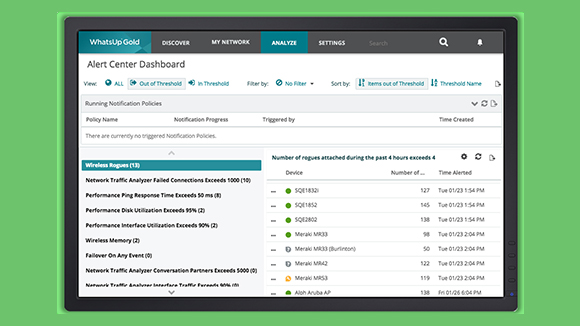 WhatsUp Gold DISCOVER MY NETWORK ANALYZE SETTINGS Search
Alert Center Dashboard
View: ALL Out of Threshold In Threshold Filter by: No Filter Sort by: Items out of Threshold Threshold Name
Running Notification Policies
Policy Name Notification Progress Triggered by Time Created
There are currently no triggered Notification Policies.
Wireless Rogues (13)
Network Traffic Analyzer Failed Connections Exceeds 1000 (10)
Performance Ping Response Time Exceeds 50 ms (8)
Performance Disk Utilization Exceeds 95% (2)
Performance Interface Utilization Exceeds 90% (2)
Wireless Memory (2)
Failover On Any Event (0)
Network Traffic Analyzer Conversation Partners Exceeds 5000 (0)
Network Traffic Analyzer Interface Traffic Exceeds 90% (0)
Number of rogues attached during the past 4 hours exceeds 4
Device Number of ... Time Alerted
SQE1832i 127 Tue 01/23 1:54 PM
SQE1852 145 Tue 01/23 1:54 PM
SQE2802 138 Tue 01/23 1:54 PM
Meraki MR33 98 Tue 01/23 2:04 PM
Meraki MR33 (Burlinton) 50 Tue 01/23 2:04 PM
Meraki MR42 122 Tue 01/23 2:04 PM
Meraki MR53 119 Tue 01/23 2:04 PM
Alph Aruba AP 138 Fri 01/26 6:04 PM